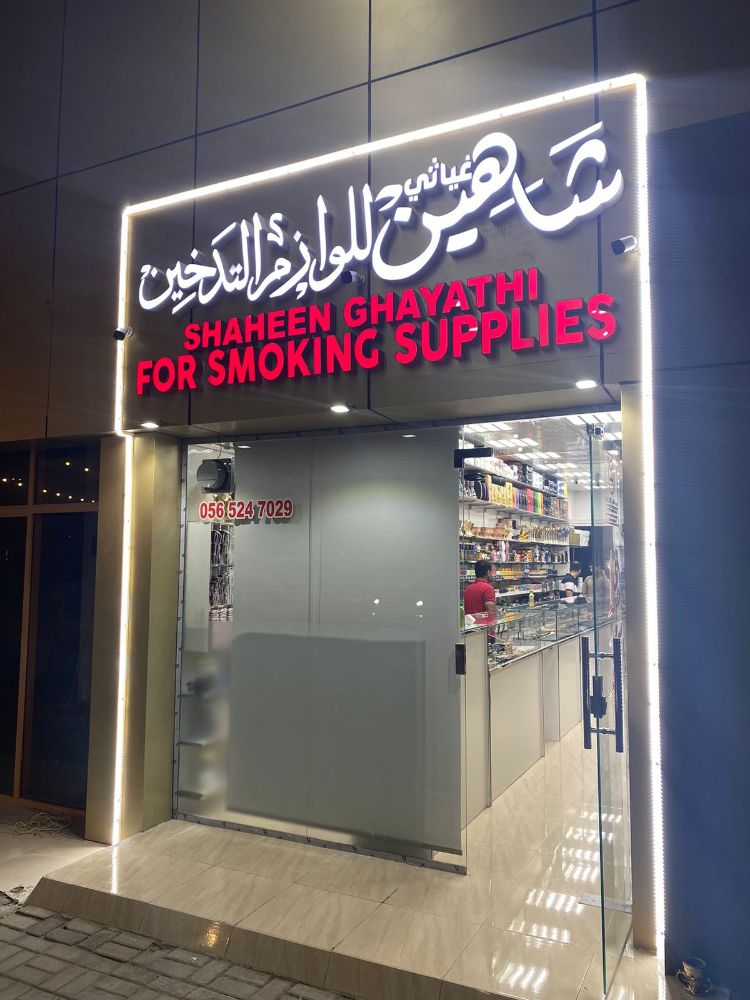 شاهين غياثي للوازم التدخين
SHAHEEN GHAYATHI
FOR SMOKING SUPPLIES
056 524 7029